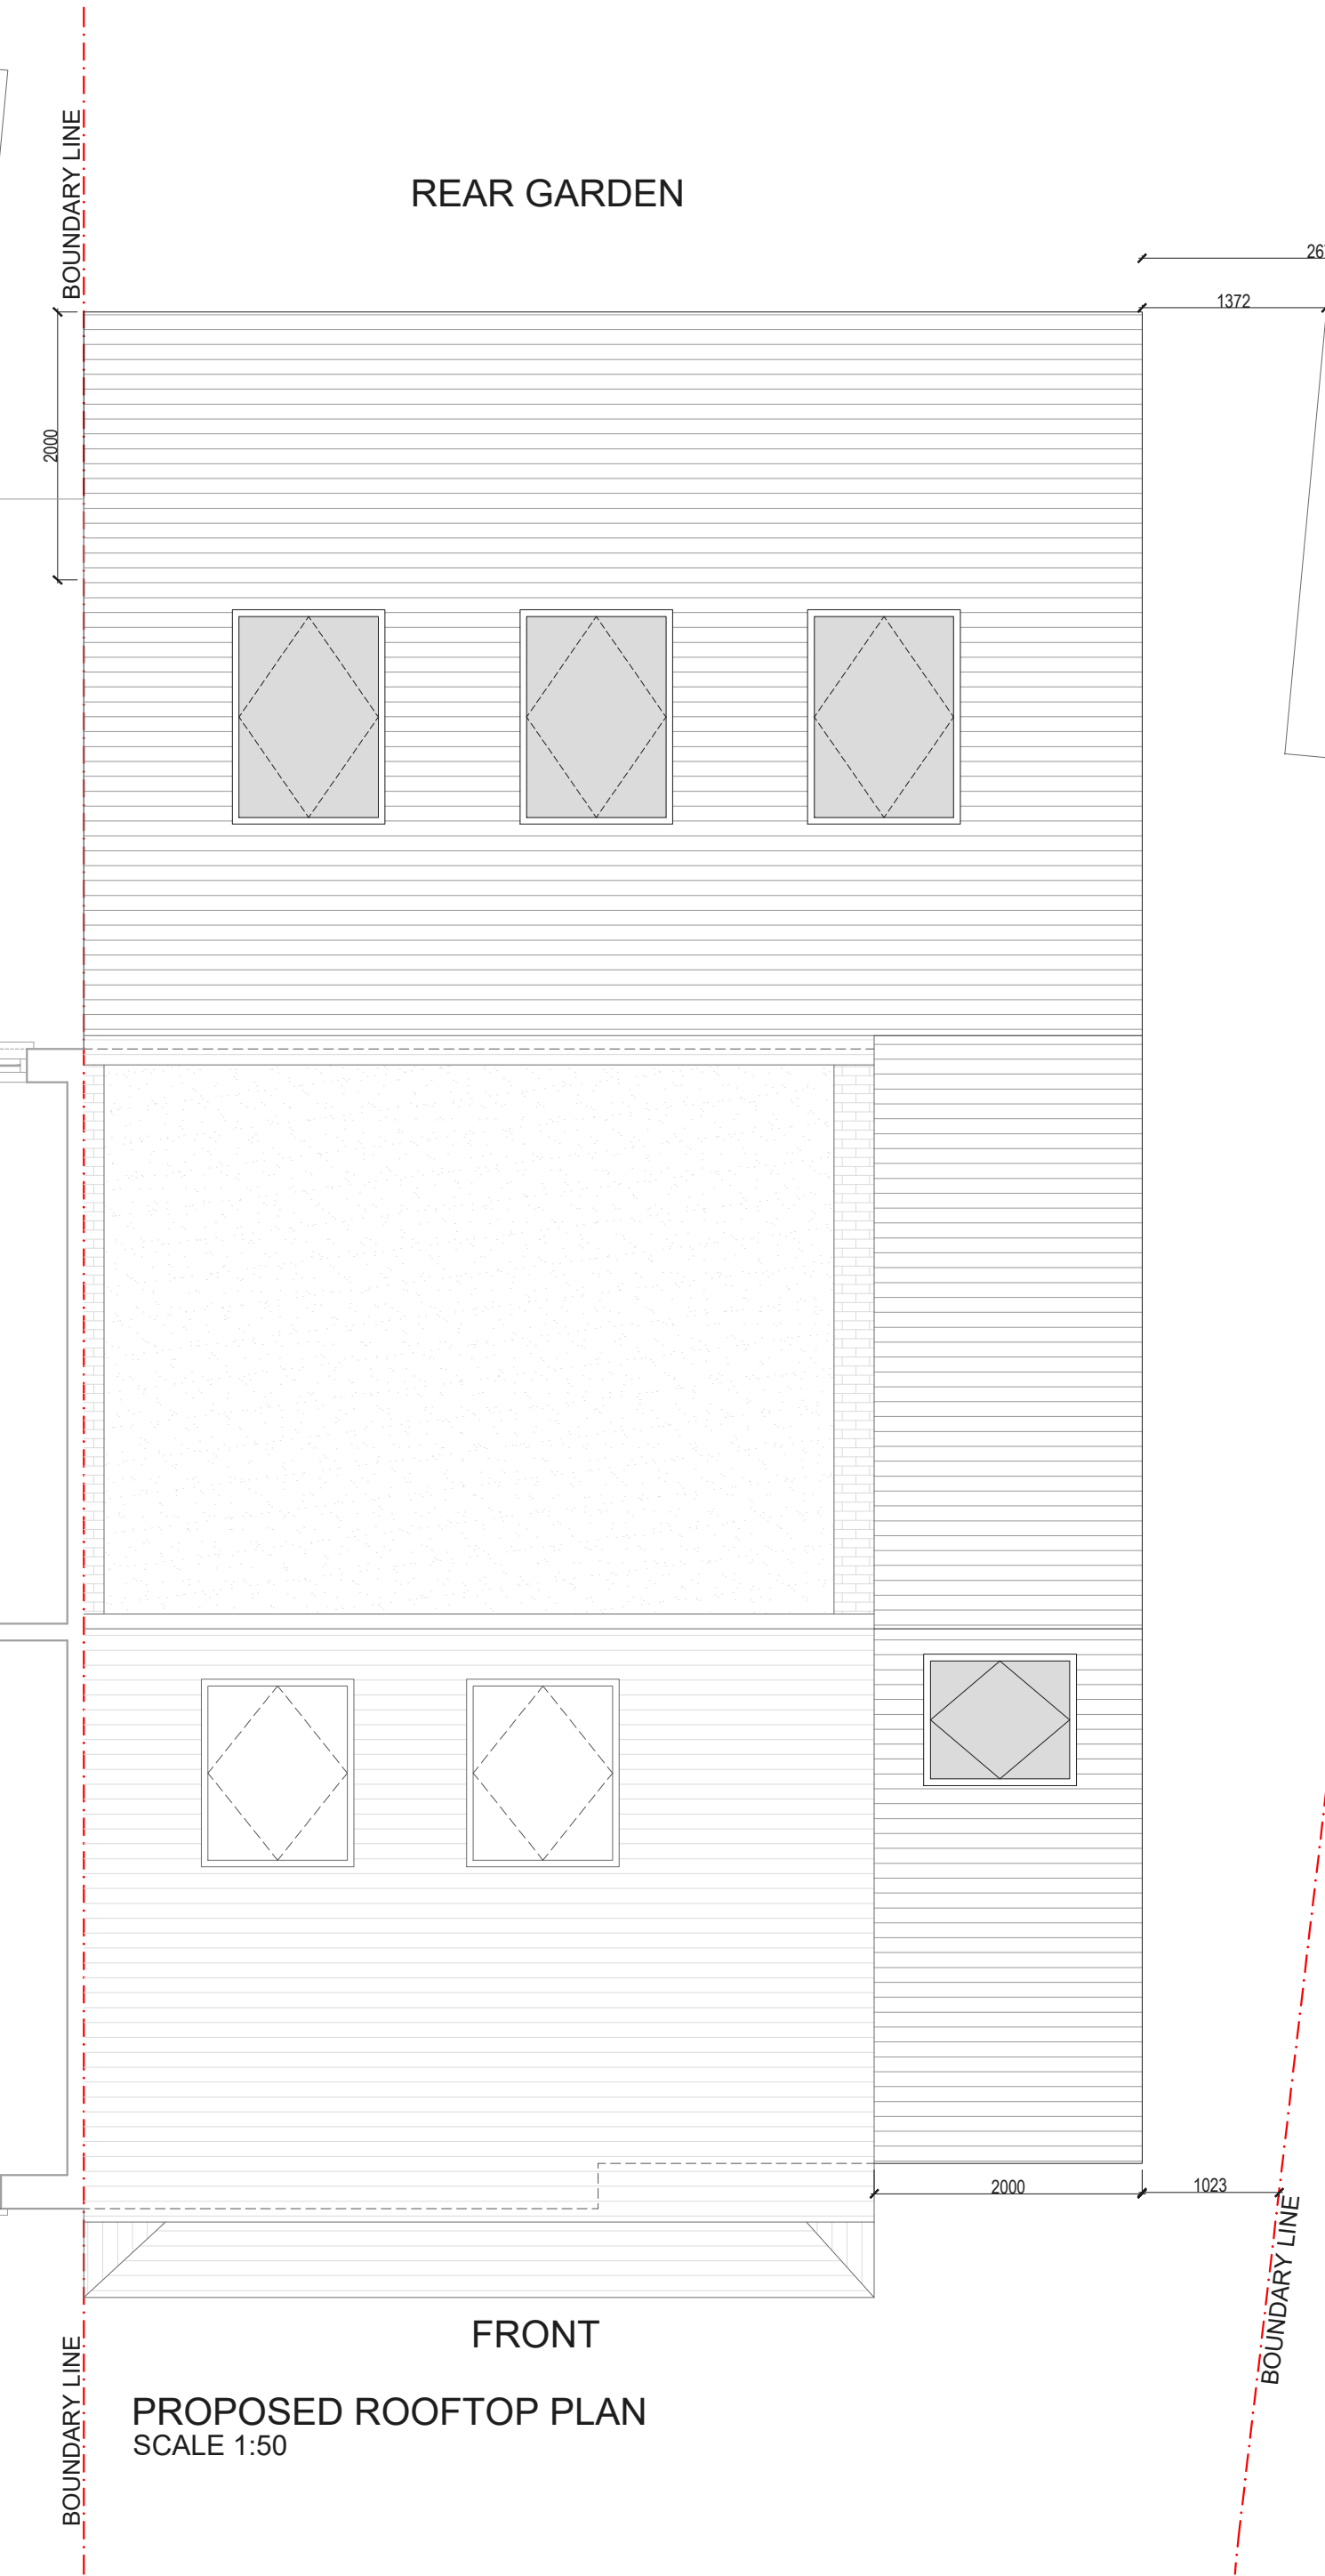 BOUNDARY LINE
REAR GARDEN
1372
2000
2000
1023
BOUNDARY LINE
FRONT
BOUNDARY LINE
PROPOSED ROOFTOP PLAN
SCALE 1:50